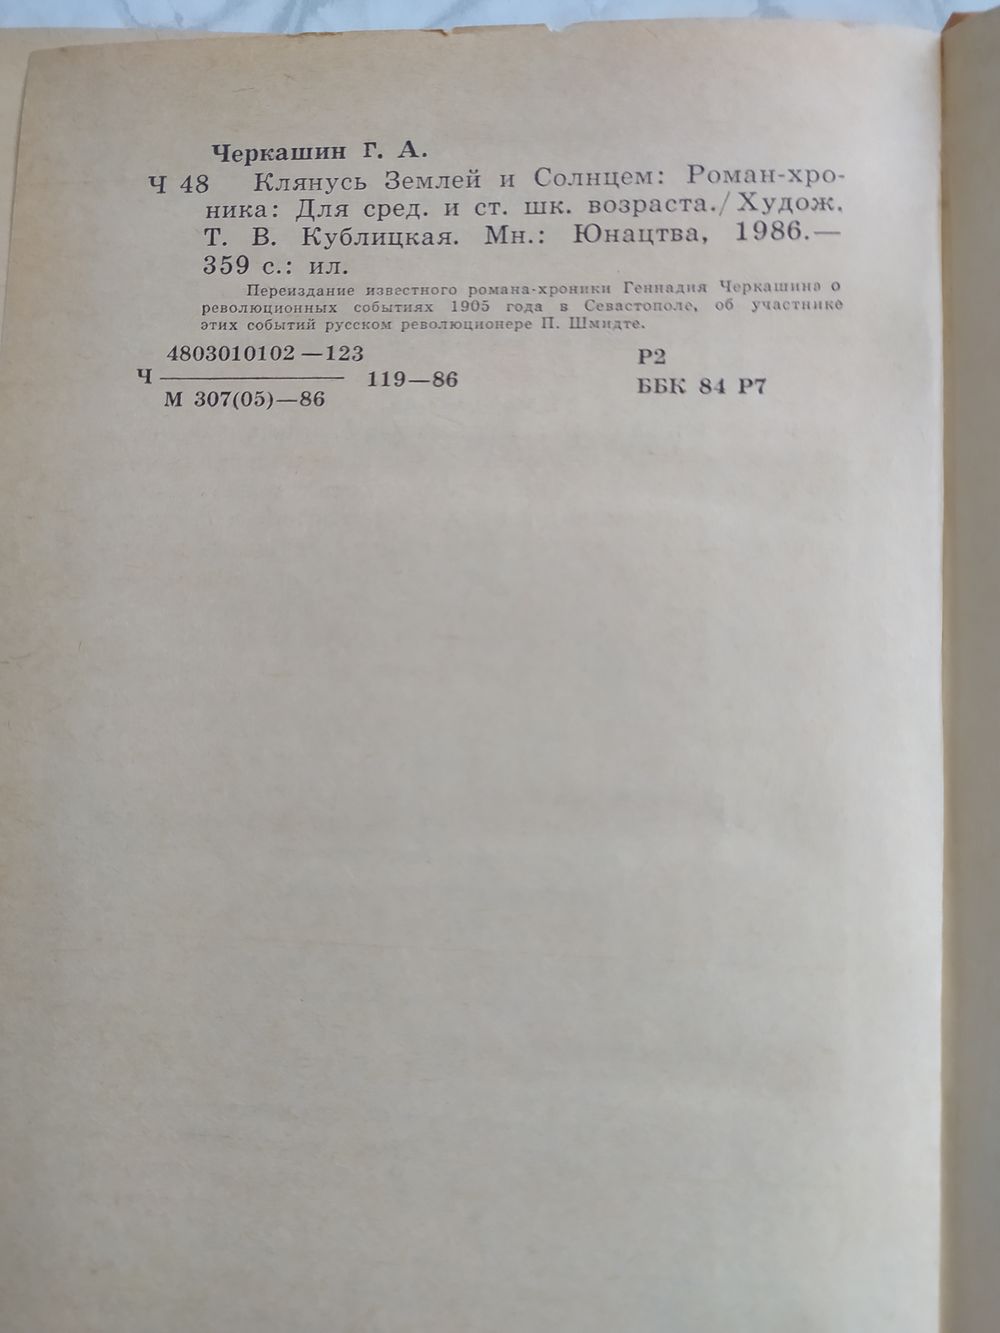 Черкашин Г. А.
Ч 48 Клянусь Землей и Солнцем: Роман-хро-
ника: Для сред. и ст. шк. возраста./Худож.
Т. В. Кублицкая. Мн.: Юнацтва, 1986.—
359 с.: ил.
Переиздание известного романа-хроники Геннадия Черкашина о
революционных событиях 1905 года в Севастополе, об участнике
этих событий русском революционере П. Шмидте.
4803010102—123
Ч ———— 119—86
М 307(05)—86
Р2
ББК 84 Р7